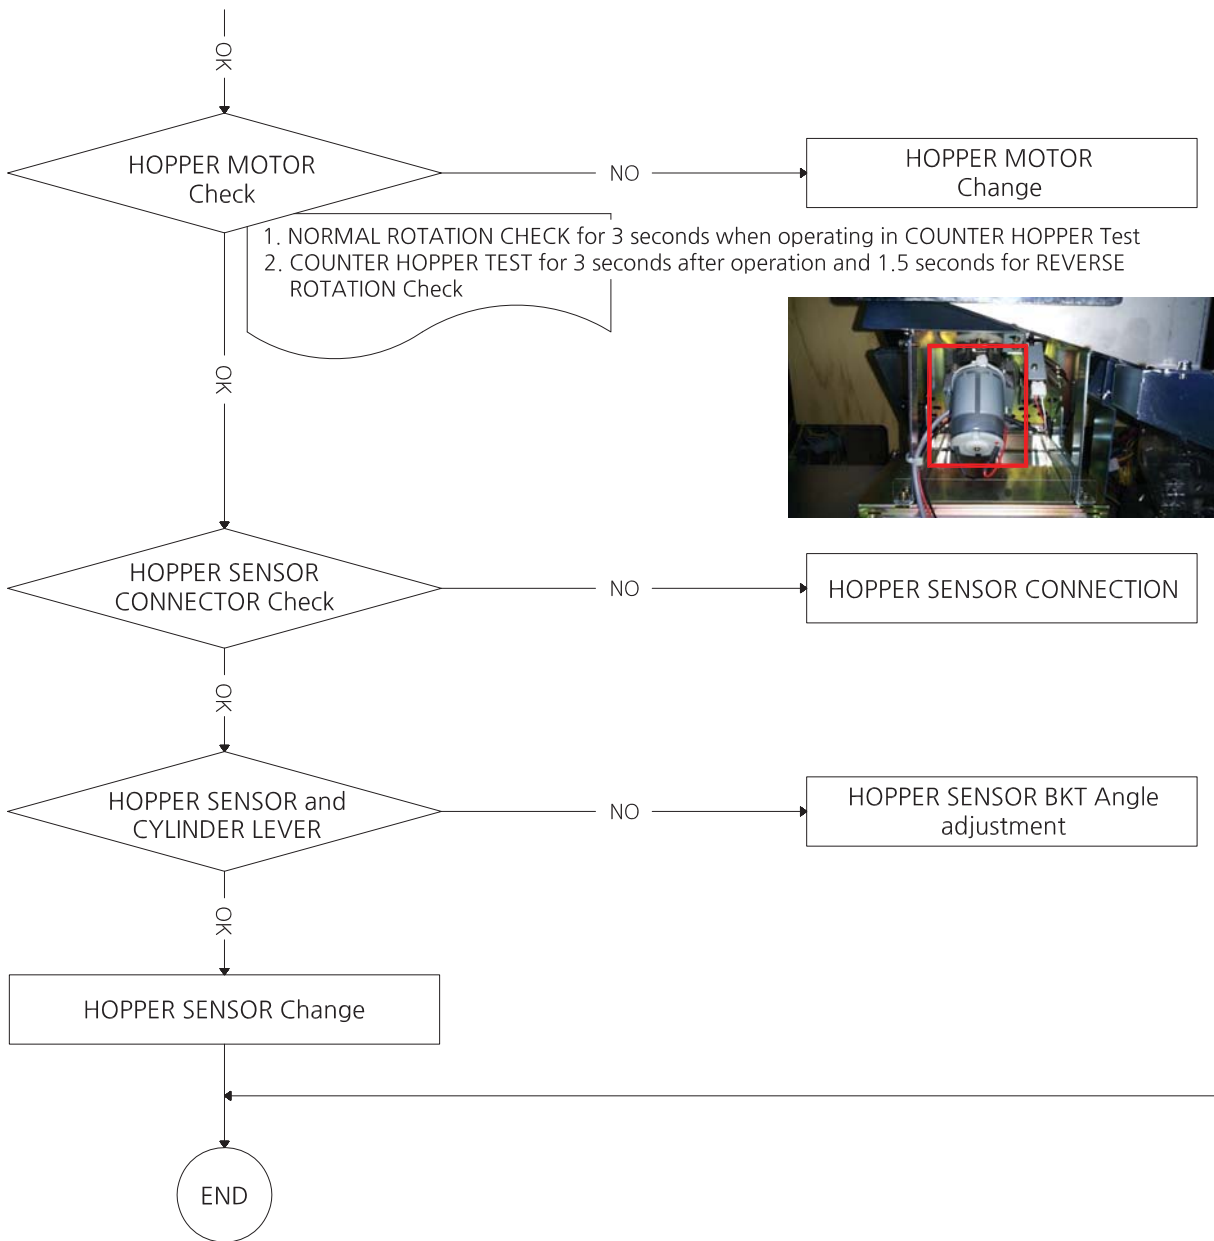 OK
HOPPER MOTOR
Check
NO
HOPPER MOTOR
Change
1. NORMAL ROTATION CHECK for 3 seconds when operating in COUNTER HOPPER Test
2. COUNTER HOPPER TEST for 3 seconds after operation and 1.5 seconds for REVERSE
ROTATION Check
OK
HOPPER SENSOR
CONNECTOR Check
NO
HOPPER SENSOR CONNECTION
OK
HOPPER SENSOR and
CYLINDER LEVER
NO
HOPPER SENSOR BKT Angle
adjustment
OK
HOPPER SENSOR Change
END